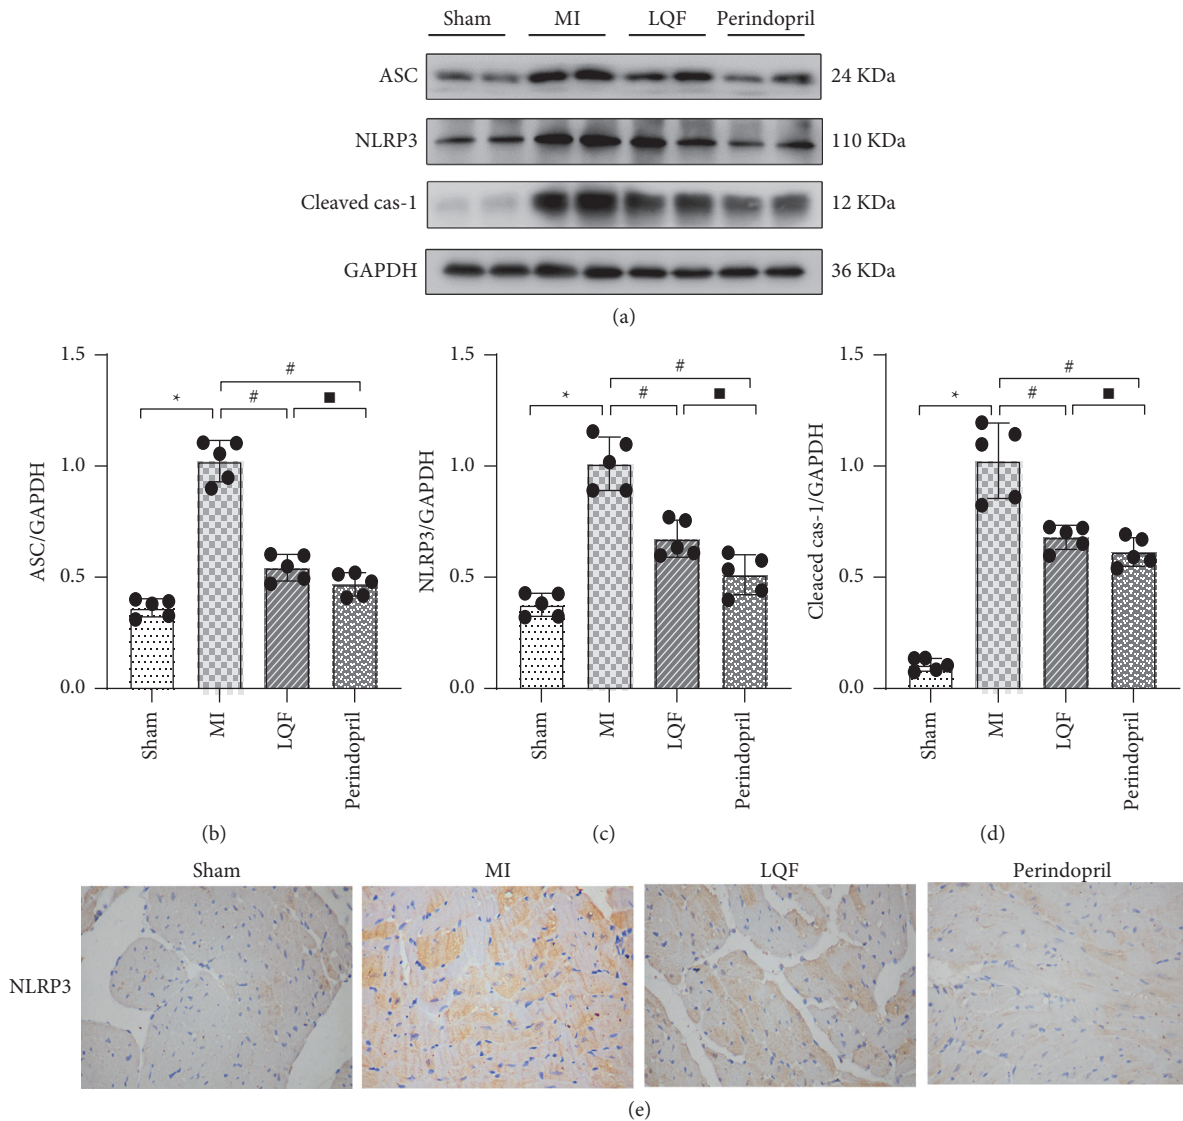 Sham MI LQF Perindopril
ASC 24 KDa
NLRP3 110 KDa
Cleaved cas-1 12 KDa
GAPDH 36 KDa
(a)
ASC/GAPDH
1.5
1.0
0.5
0.0
* # # ■
Sham
MI
LQF
Perindopril
(b)
NLRP3/GAPDH
1.5
1.0
0.5
0.0
* # # ■
Sham
MI
LQF
Perindopril
(c)
Cleaced cas-1/GAPDH
1.5
1.0
0.5
0.0
* # # ■
Sham
MI
LQF
Perindopril
(d)
Sham MI LQF Perindopril
NLRP3
(e)